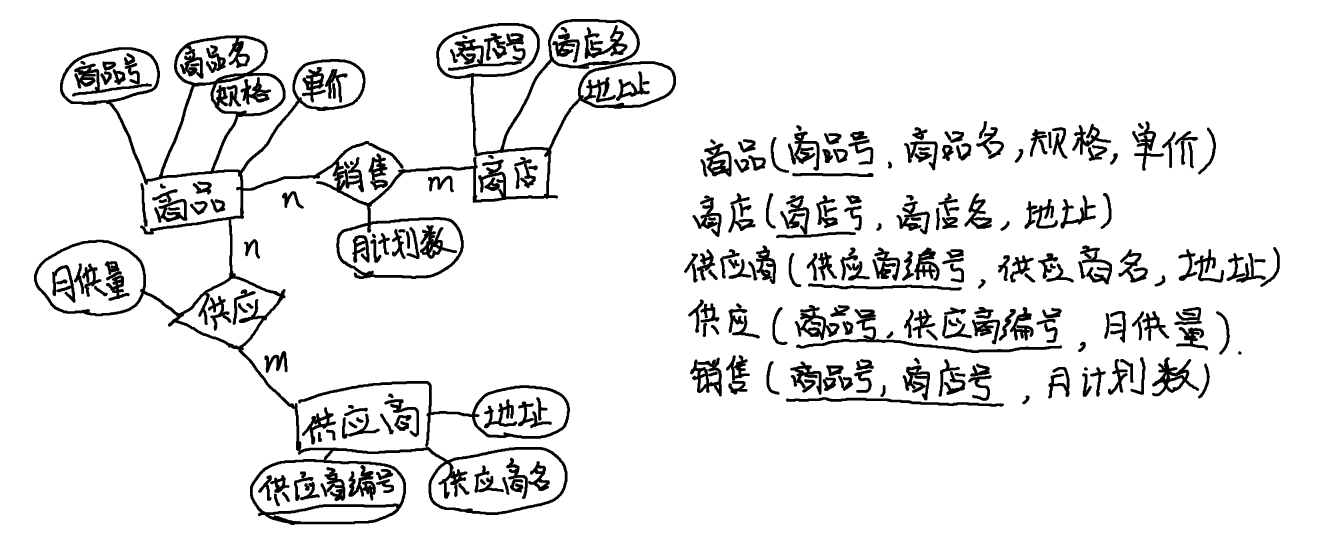 商品号
商品名
规格
单价
商店号
商店名
地址
商品
n
销售
m
商店
月计划数
n
月供量
供应
m
供应商
地址
供应商编号
供应商名
商品(商品号,商品名,规格,单价)
商店(商店号,商店名,地址)
供应商(供应商编号,供应商名,地址)
供应(商品号,供应商编号,月供量).
销售(商品号,商店号,月计划数)